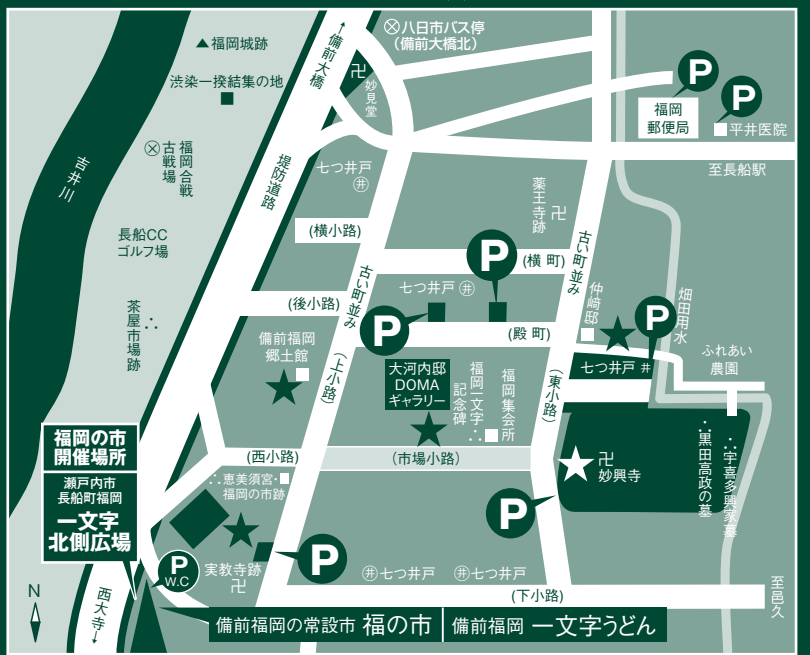 八日市バス停
(備前大橋北)
↑備前大橋
▲福岡城跡
渋染一揆結集の地
卍
妙見堂
P
P
福岡
郵便局
平井医院
至長船駅
福岡合戦
古戦場
吉井川
堤防道路
七つ井戸
井
薬王寺跡
卍
長船CC
ゴルフ場
(横小路)
古い町並み
(横 町)
P
古い町並み
七つ井戸 井
仲﨑邸
畑田用水
茶屋市場跡
(後小路)
P
(殿 町)
P
備前福岡
郷土館
(上小路)
大河内邸
DOMA
ギャラリー
福岡一文字
記念碑
福岡集会所
(東小路)
七つ井戸 井
ふれあい
農園
福岡の市
開催場所
瀬戸内市
長船町福岡
一文字
北側広場
(西小路)
(市場小路)
恵美須宮・
福岡の市跡
卍
妙興寺
黒田高政の墓
宇喜多興家墓
P
P
P
W.C
実教寺跡
卍
井 七つ井戸
井 七つ井戸
(下小路)
至邑久
N
西大寺→
備前福岡の常設市 福の市
備前福岡 一文字うどん